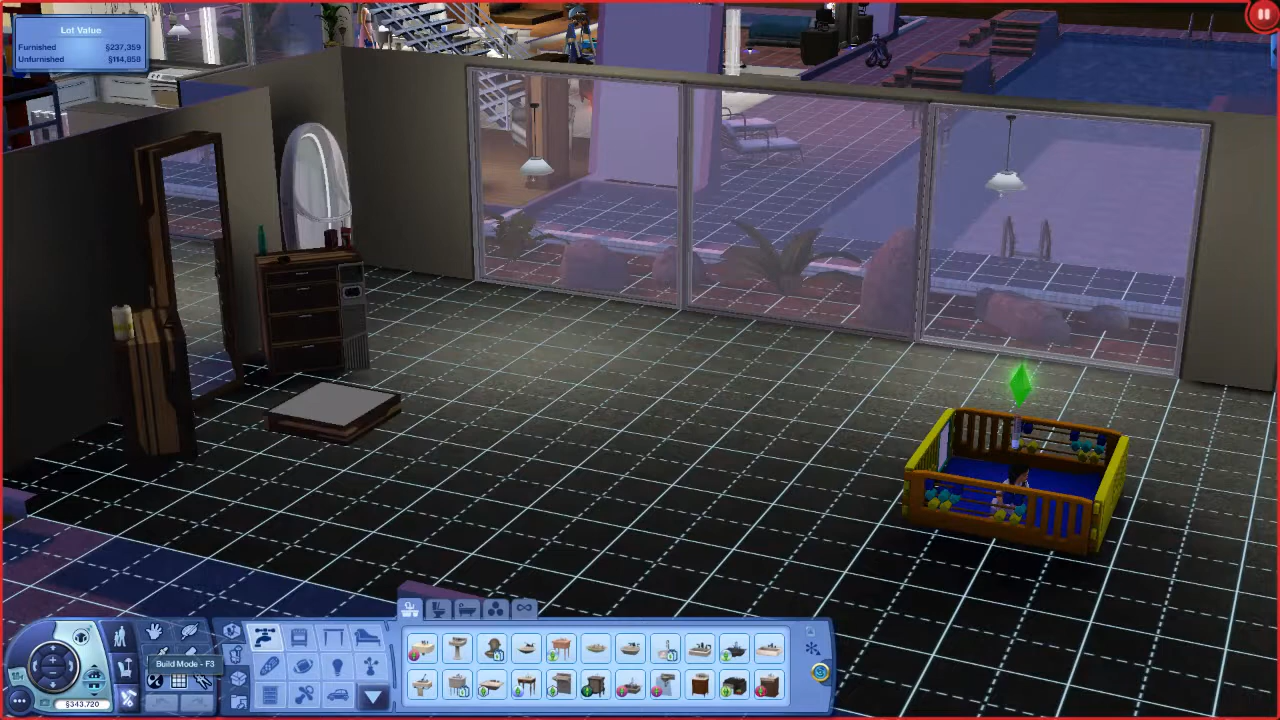 Lot Value
Furnished §237,359
Unfurnished §114,858
Build Mode - F3
§343,720